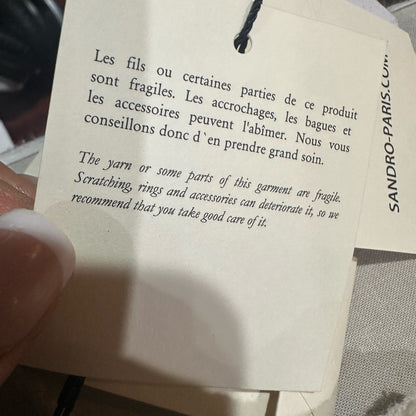 Les fils ou certaines parties de ce produit
sont fragiles. Les accrochages, les bagues et
les accessoires peuvent l'abîmer. Nous vous
conseillons donc d`en prendre grand soin.
The yarn or some parts of this garment are fragile.
Scratching, rings and accessories can deteriorate it, so we
recommend that you take good care of it.
SANDRO-PARIS.COM